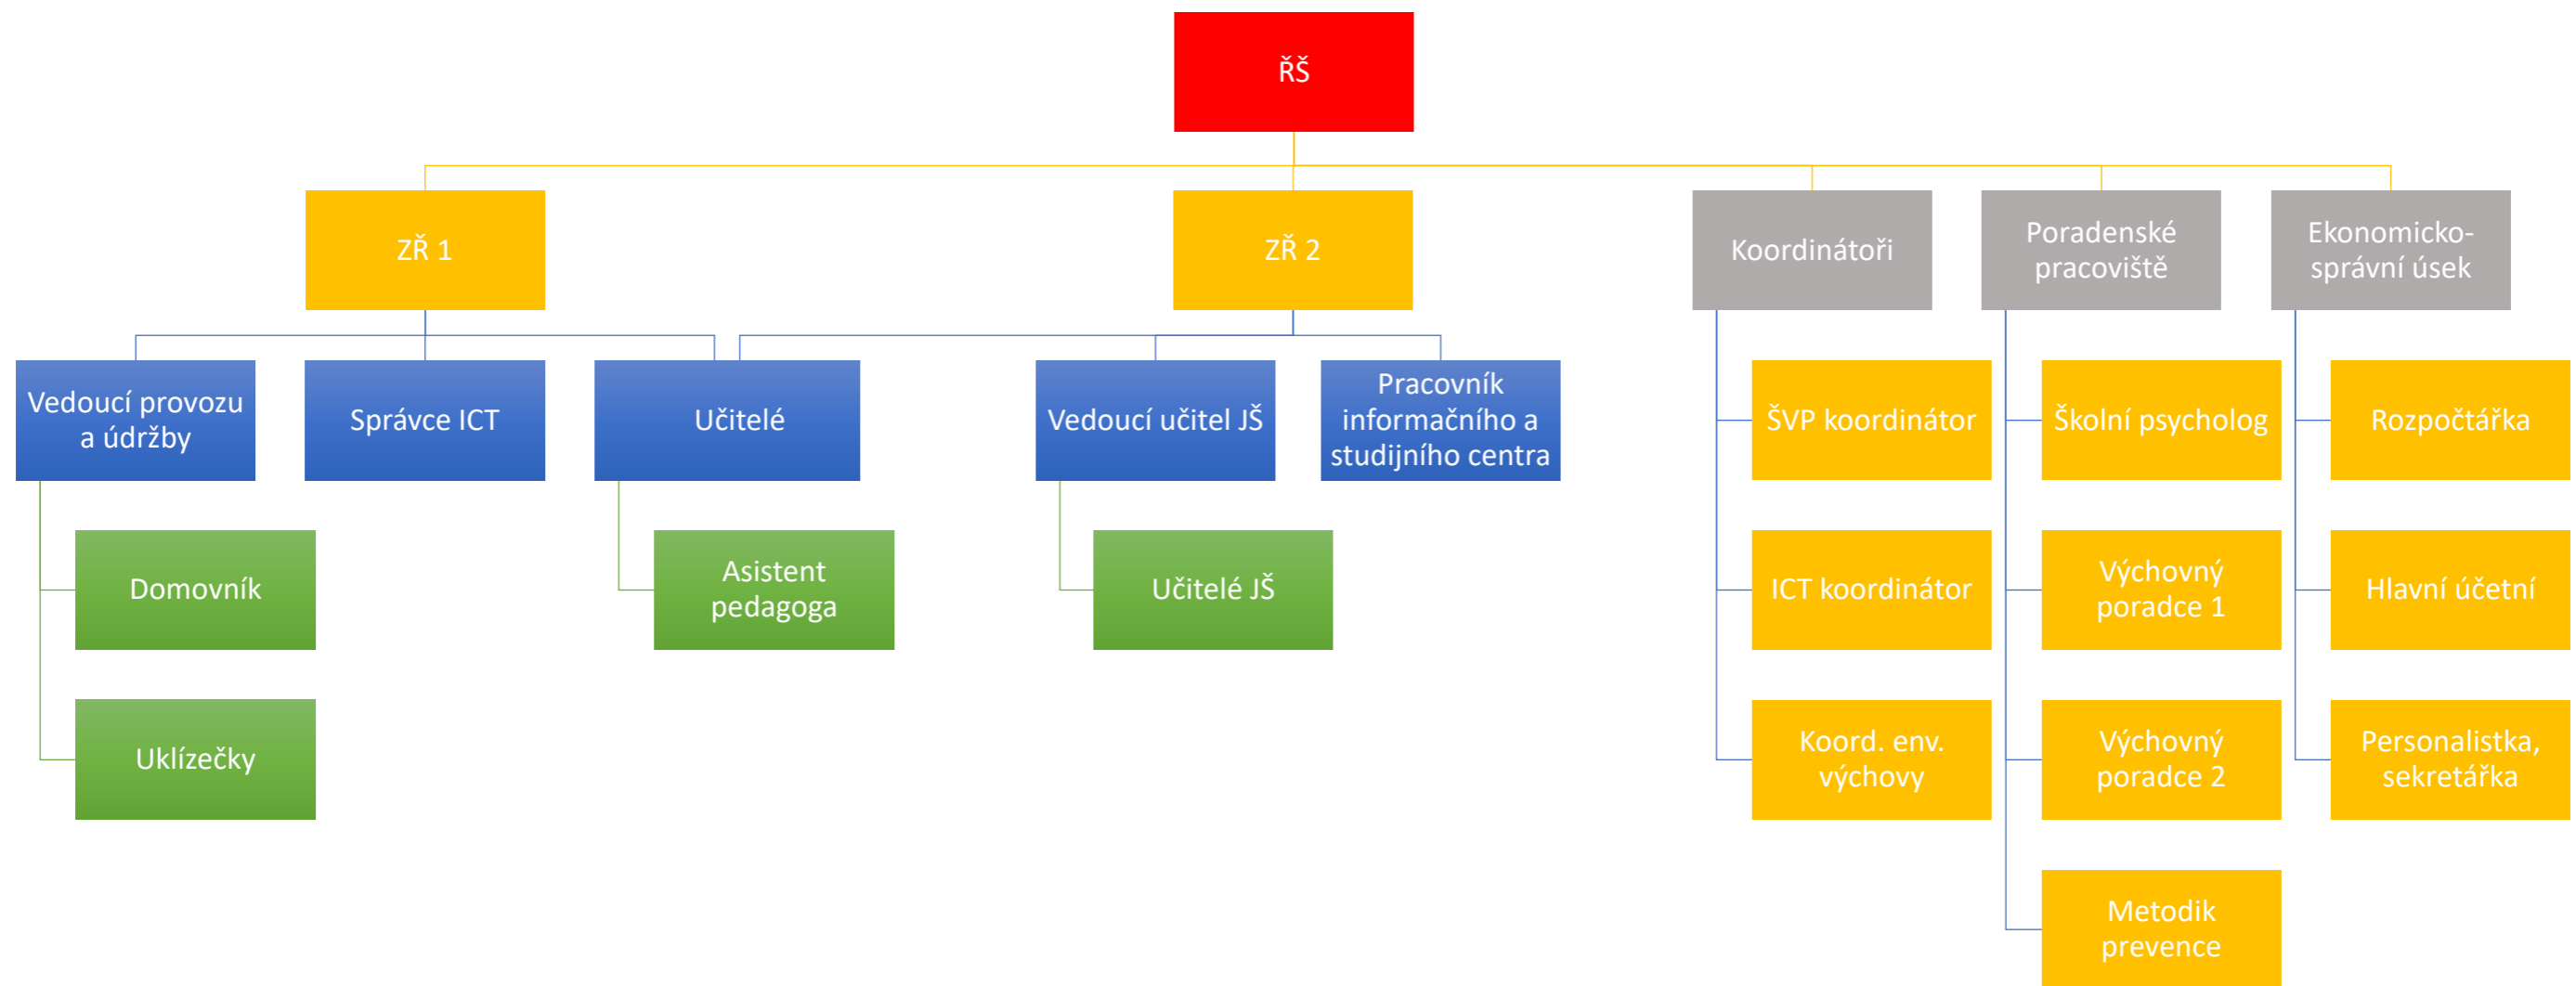 ŘŠ
ZŘ 1
ZŘ 2
Koordinátoři
Poradenské
pracoviště
Ekonomicko-
správní úsek
Vedoucí provozu
a údržby
Správce ICT
Učitelé
Vedoucí učitel JŠ
Pracovník
informačního a
studijního centra
ŠVP koordinátor
Školní psycholog
Rozpočtářka
Domovník
Asistent
pedagoga
Učitelé JŠ
ICT koordinátor
Výchovný
poradce 1
Hlavní účetní
Uklízečky
Koord. env.
výchovy
Výchovný
poradce 2
Personalistka,
sekretářka
Metodik
prevence